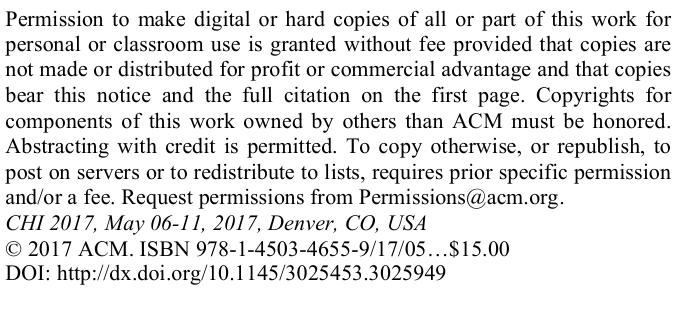 Permission to make digital or hard copies of all or part of this work for
personal or classroom use is granted without fee provided that copies are
not made or distributed for profit or commercial advantage and that copies
bear this notice and the full citation on the first page. Copyrights for
components of this work owned by others than ACM must be honored.
Abstracting with credit is permitted. To copy otherwise, or republish, to
post on servers or to redistribute to lists, requires prior specific permission
and/or a fee. Request permissions from Permissions@acm.org.
CHI 2017, May 06-11, 2017, Denver, CO, USA
© 2017 ACM. ISBN 978-1-4503-4655-9/17/05…$15.00
DOI: http://dx.doi.org/10.1145/3025453.3025949